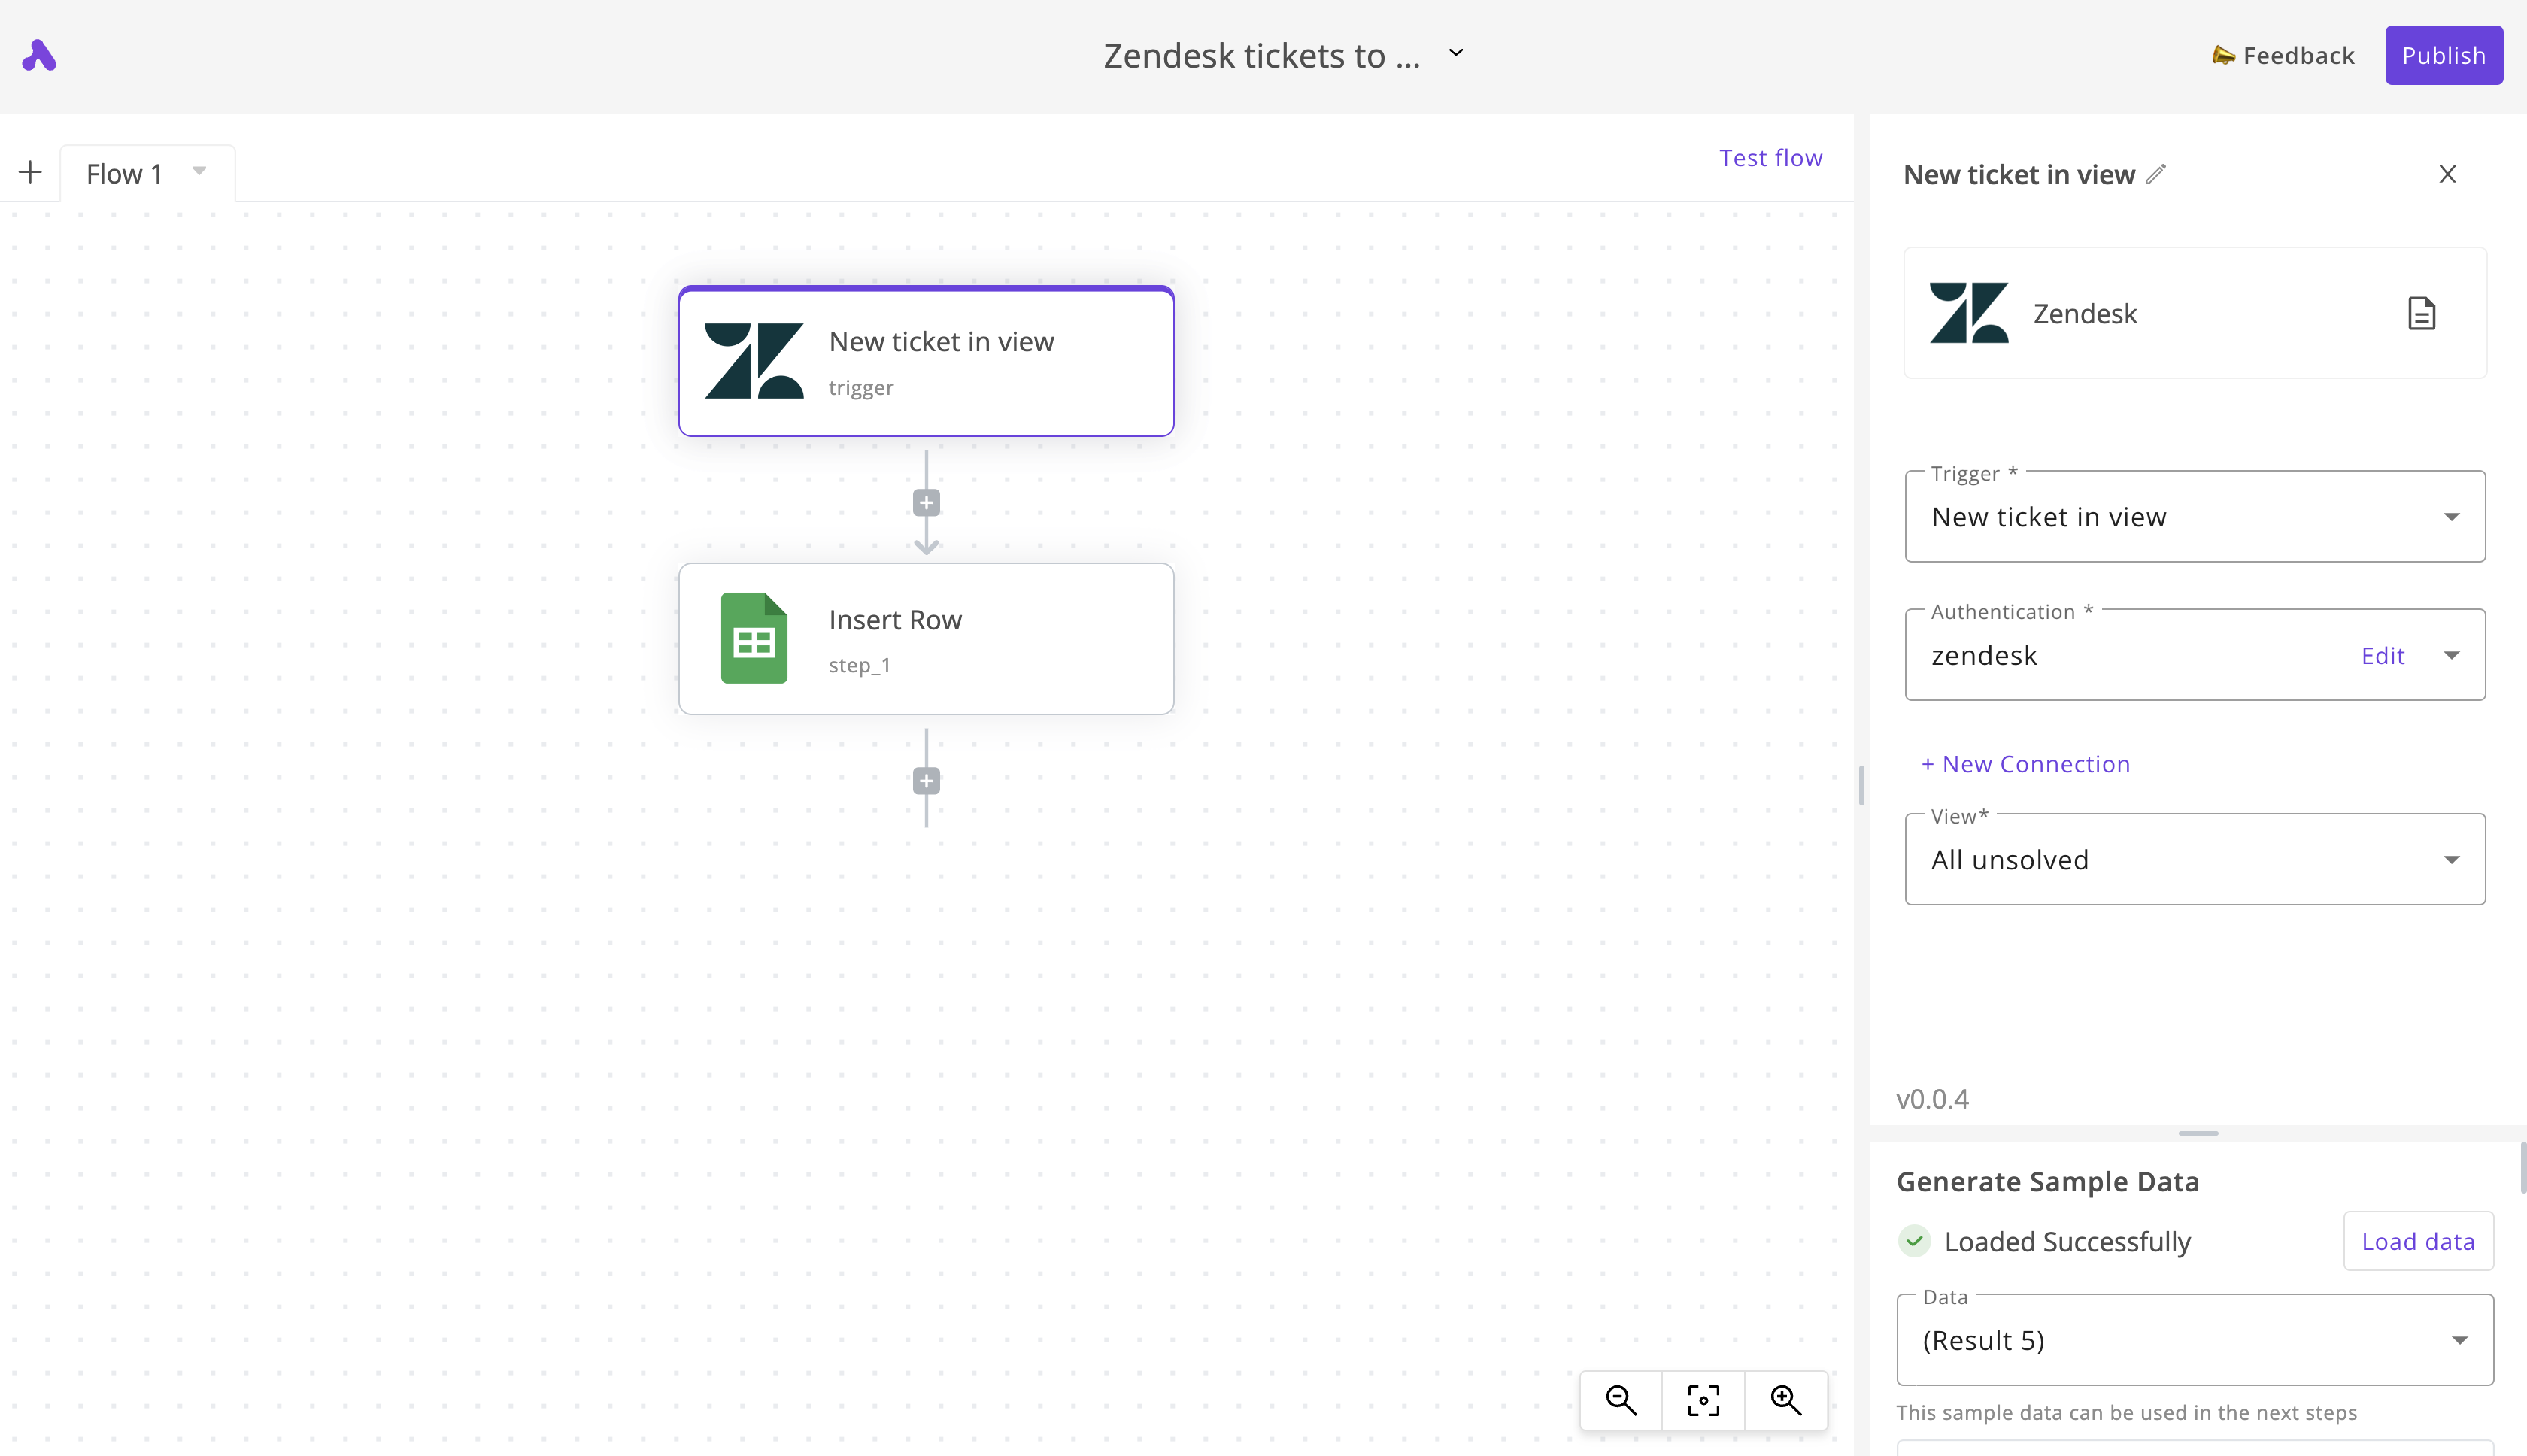 Zendesk tickets to ...
Feedback
Publish
Flow 1
Test flow
New ticket in view
trigger
Insert Row
step_1
New ticket in view
Zendesk
Trigger *
New ticket in view
Authentication *
zendesk
Edit
+ New Connection
View*
All unsolved
v0.0.4
Generate Sample Data
Loaded Successfully
Load data
Data
(Result 5)
This sample data can be used in the next steps